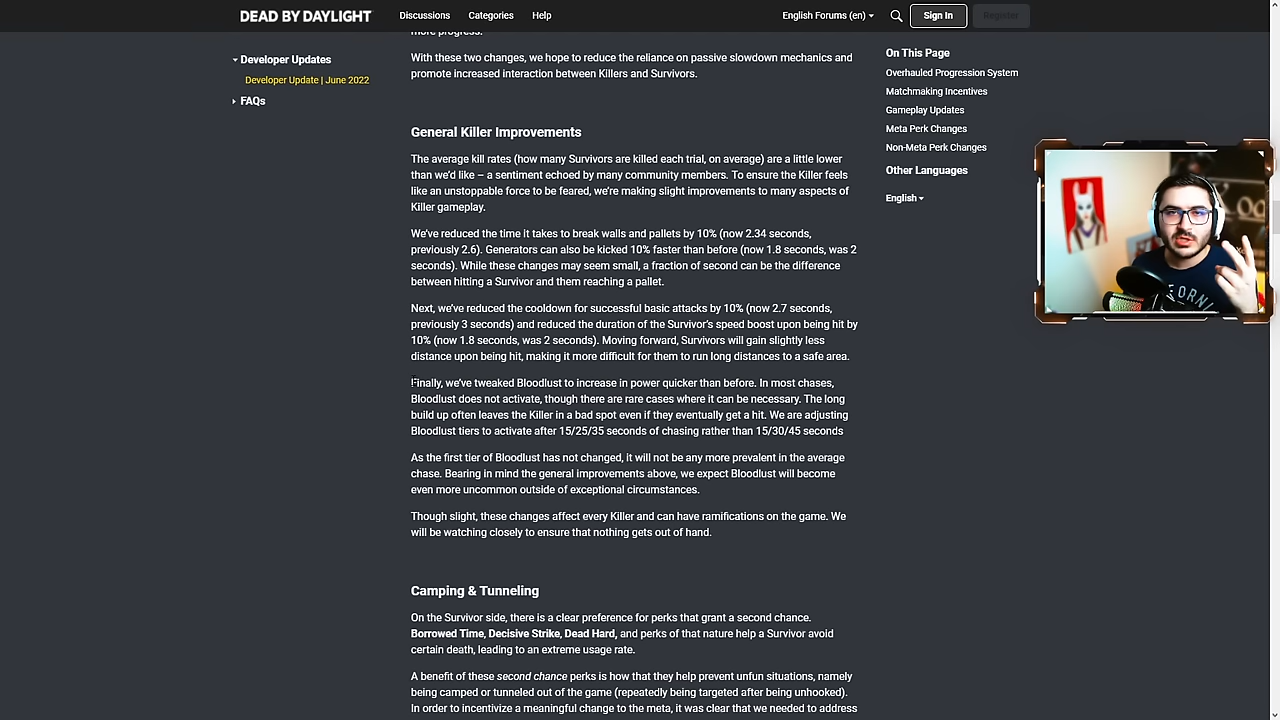 DEAD BY DAYLIGHT
Discussions
Categories
Help
English Forums (en)
Sign In
Register
Developer Updates
Developer Update | June 2022
FAQs
more progress.
With these two changes, we hope to reduce the reliance on passive slowdown mechanics and
promote increased interaction between Killers and Survivors.
General Killer Improvements
The average kill rates (how many Survivors are killed each trial, on average) are a little lower
than we'd like – a sentiment echoed by many community members. To ensure the Killer feels
like an unstoppable force to be feared, we're making slight improvements to many aspects of
Killer gameplay.
We've reduced the time it takes to break walls and pallets by 10% (now 2.34 seconds,
previously 2.6). Generators can also be kicked 10% faster than before (now 1.8 seconds, was 2
seconds). While these changes may seem small, a fraction of second can be the difference
between hitting a Survivor and them reaching a pallet.
Next, we've reduced the cooldown for successful basic attacks by 10% (now 2.7 seconds,
previously 3 seconds) and reduced the duration of the Survivor's speed boost upon being hit by
10% (now 1.8 seconds, was 2 seconds). Moving forward, Survivors will gain slightly less
distance upon being hit, making it more difficult for them to run long distances to a safe area.
Finally, we've tweaked Bloodlust to increase in power quicker than before. In most chases,
Bloodlust does not activate, though there are rare cases where it can be necessary. The long
build up often leaves the Killer in a bad spot even if they eventually get a hit. We are adjusting
Bloodlust tiers to activate after 15/25/35 seconds of chasing rather than 15/30/45 seconds
As the first tier of Bloodlust has not changed, it will not be any more prevalent in the average
chase. Bearing in mind the general improvements above, we expect Bloodlust will become
even more uncommon outside of exceptional circumstances.
Though slight, these changes affect every Killer and can have ramifications on the game. We
will be watching closely to ensure that nothing gets out of hand.
Camping & Tunneling
On the Survivor side, there is a clear preference for perks that grant a second chance.
Borrowed Time, Decisive Strike, Dead Hard, and perks of that nature help a Survivor avoid
certain death, leading to an extreme usage rate.
A benefit of these second chance perks is how that they help prevent unfun situations, namely
being camped or tunneled out of the game (repeatedly being targeted after being unhooked).
In order to incentivize a meaningful change to the meta, it was clear that we needed to address
On This Page
Overhauled Progression System
Matchmaking Incentives
Gameplay Updates
Meta Perk Changes
Non-Meta Perk Changes
Other Languages
English